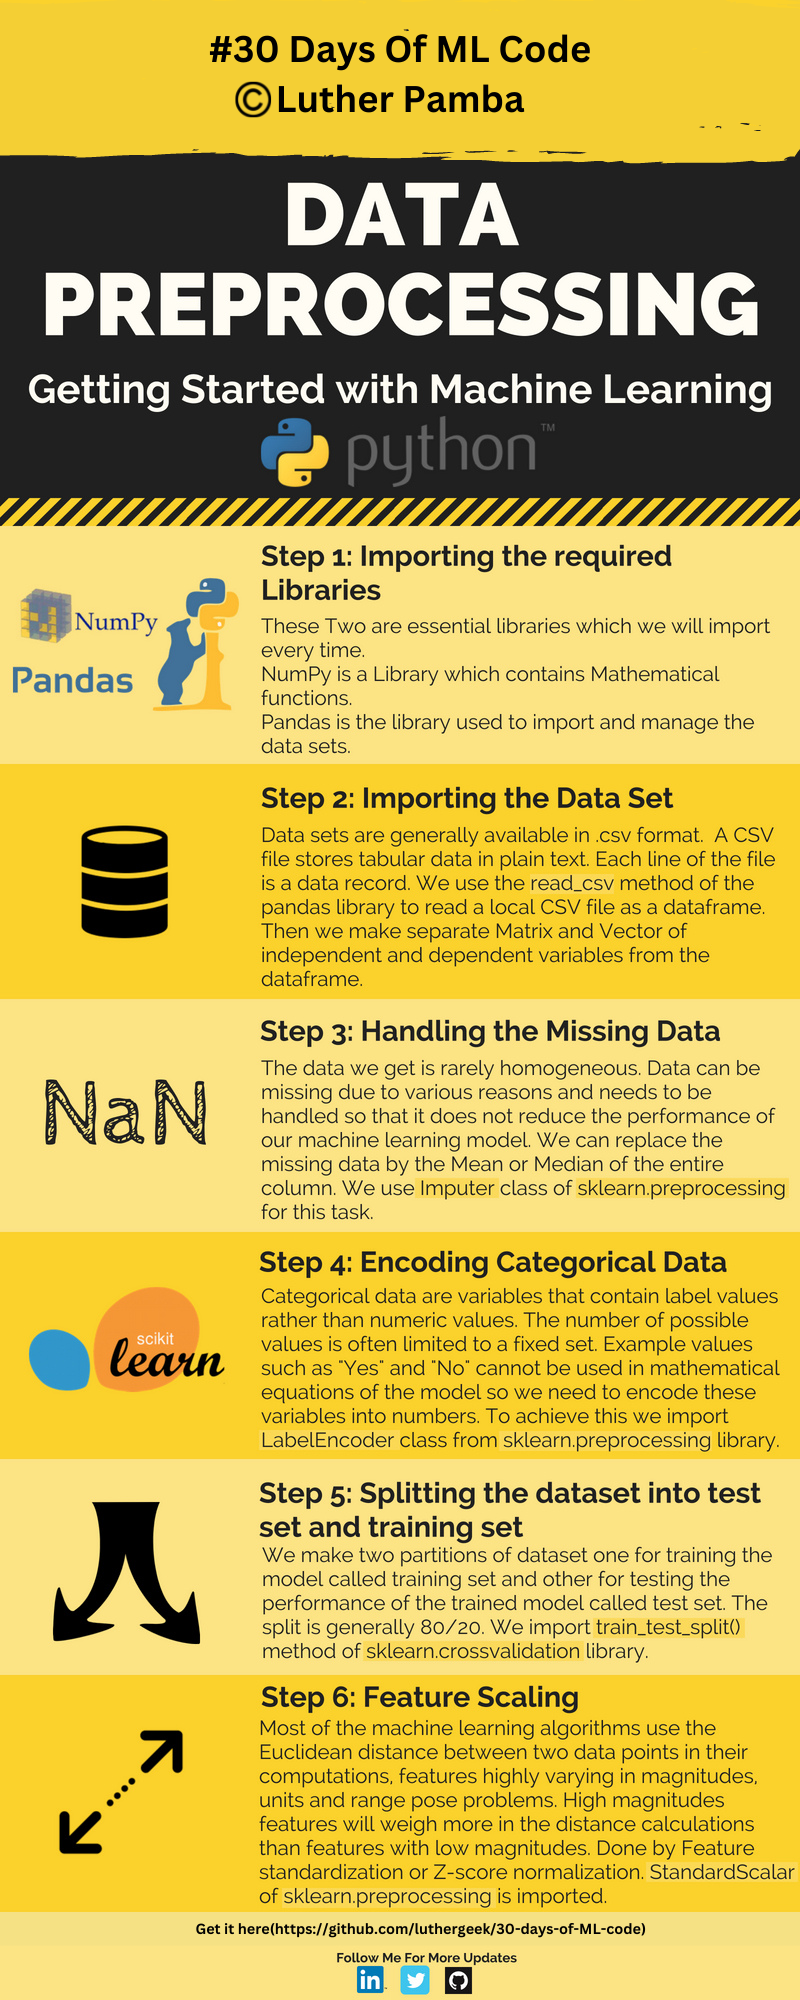 #30 Days Of ML Code
©Luther Pamba
DATA
PREPROCESSING
Getting Started with Machine Learning
python™
Step 1: Importing the required
Libraries
NumPy
Pandas
These Two are essential libraries which we will import
every time.
NumPy is a Library which contains Mathematical
functions.
Pandas is the library used to import and manage the
data sets.
Step 2: Importing the Data Set
Data sets are generally available in .csv format.  A CSV
file stores tabular data in plain text. Each line of the file
is a data record. We use the read_csv method of the
pandas library to read a local CSV file as a dataframe.
Then we make separate Matrix and Vector of
independent and dependent variables from the
dataframe.
Step 3: Handling the Missing Data
NaN
The data we get is rarely homogeneous. Data can be
missing due to various reasons and needs to be
handled so that it does not reduce the performance of
our machine learning model. We can replace the
missing data by the Mean or Median of the entire
column. We use Imputer class of sklearn.preprocessing
for this task.
Step 4: Encoding Categorical Data
scikit
learn
Categorical data are variables that contain label values
rather than numeric values. The number of possible
values is often limited to a fixed set. Example values
such as "Yes" and "No" cannot be used in mathematical
equations of the model so we need to encode these
variables into numbers. To achieve this we import
LabelEncoder class from sklearn.preprocessing library.
Step 5: Splitting the dataset into test
set and training set
We make two partitions of dataset one for training the
model called training set and other for testing the
performance of the trained model called test set. The
split is generally 80/20. We import train_test_split()
method of sklearn.crossvalidation library.
Step 6: Feature Scaling
Most of the machine learning algorithms use the
Euclidean distance between two data points in their
computations, features highly varying in magnitudes,
units and range pose problems. High magnitudes
features will weigh more in the distance calculations
than features with low magnitudes. Done by Feature
standardization or Z-score normalization. StandardScalar
of sklearn.preprocessing is imported.
Get it here(https://github.com/luthergeek/30-days-of-ML-code)
Follow Me For More Updates
in